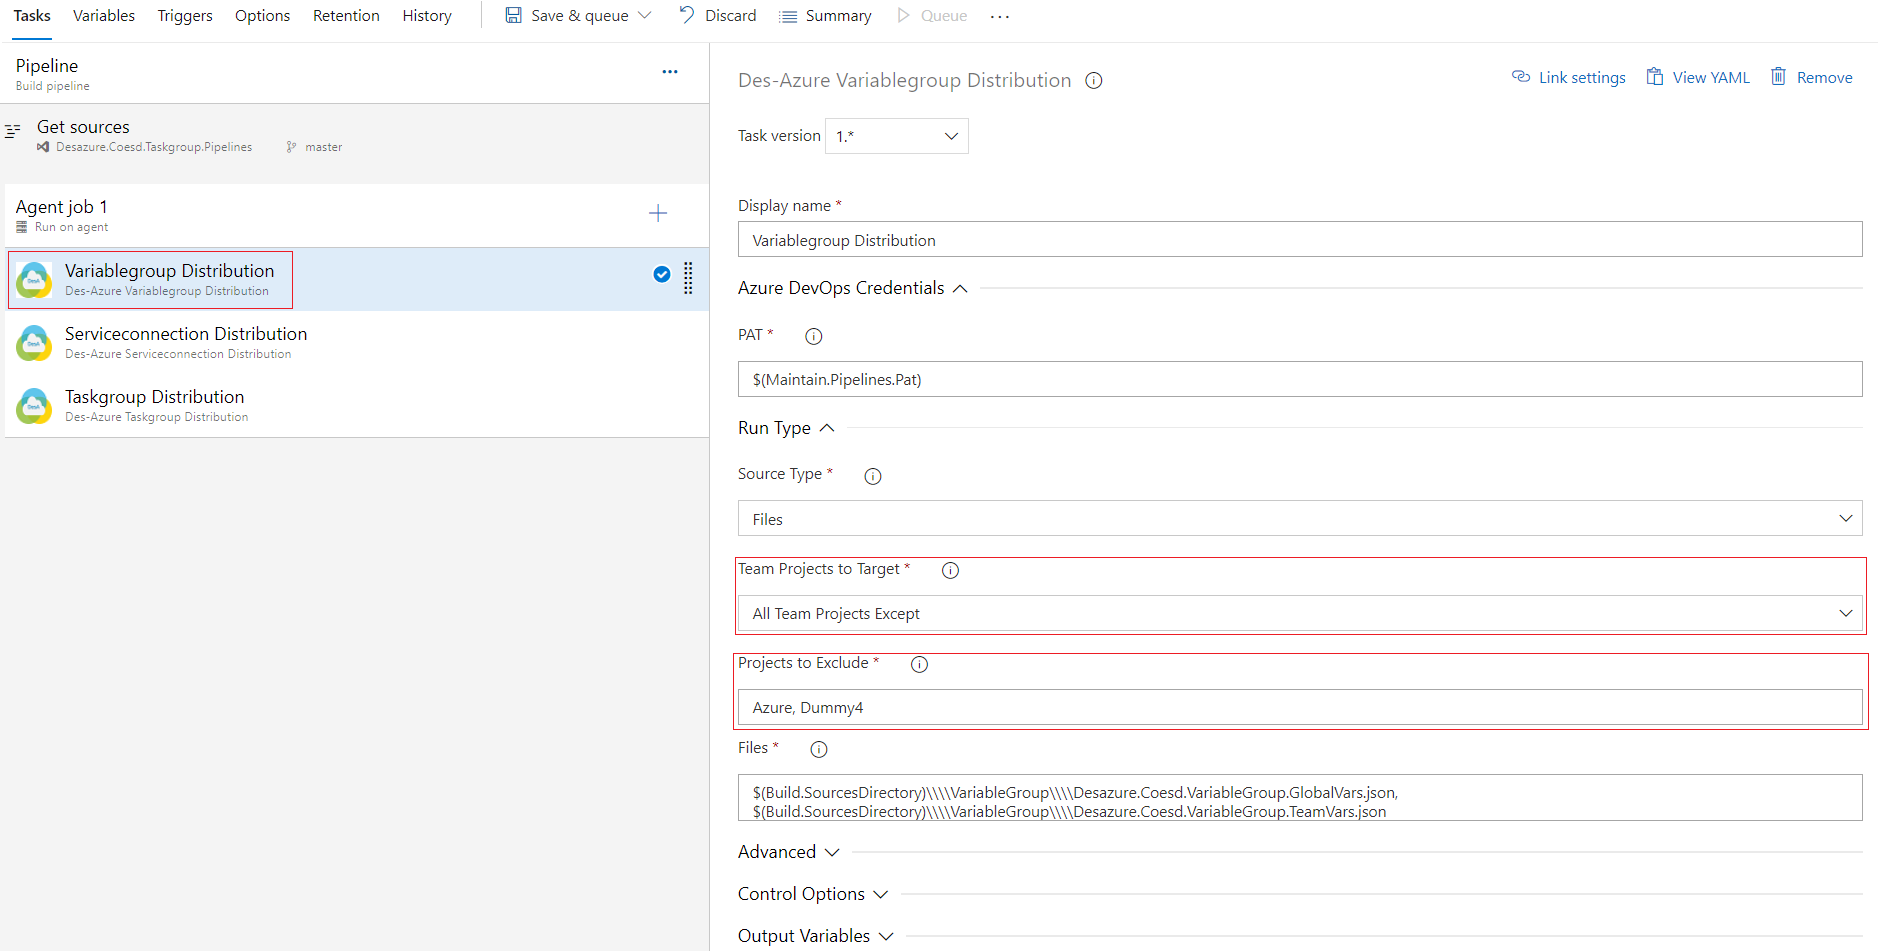 Tasks Variables Triggers Options Retention History Save & queue Discard Summary Queue ...
Pipeline
Build pipeline
Get sources
Desazure.Coesd.Taskgroup.Pipelines master
Agent job 1
Run on agent
Variablegroup Distribution
Des-Azure Variablegroup Distribution
Serviceconnection Distribution
Des-Azure Serviceconnection Distribution
Taskgroup Distribution
Des-Azure Taskgroup Distribution
Des-Azure Variablegroup Distribution
Link settings View YAML Remove
Task version 1.*
Display name *
Variablegroup Distribution
Azure DevOps Credentials
PAT *
$(Maintain.Pipelines.Pat)
Run Type
Source Type *
Files
Team Projects to Target *
All Team Projects Except
Projects to Exclude *
Azure, Dummy4
Files *
$(Build.SourcesDirectory)\\\\VariableGroup\\\\Desazure.Coesd.VariableGroup.GlobalVars.json,
$(Build.SourcesDirectory)\\\\VariableGroup\\\\Desazure.Coesd.VariableGroup.TeamVars.json
Advanced
Control Options
Output Variables